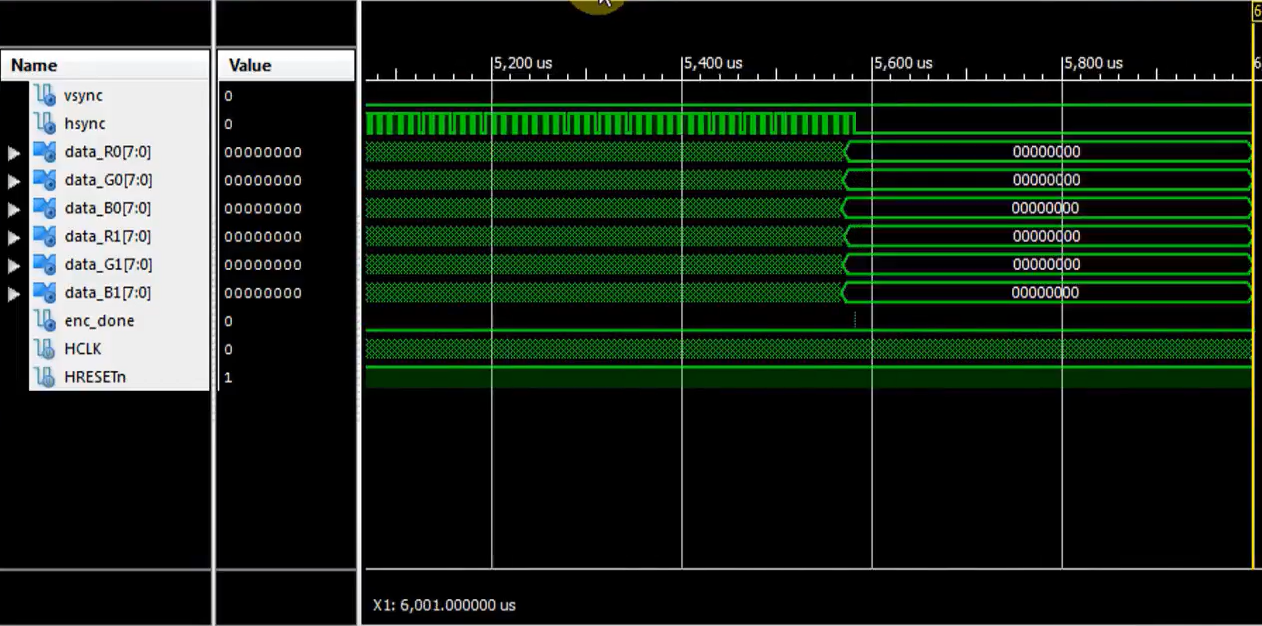 6
Name Value 5,200 us 5,400 us 5,600 us 5,800 us 6
vsync 0
hsync 0
data_R0[7:0] 00000000 00000000
data_G0[7:0] 00000000 00000000
data_B0[7:0] 00000000 00000000
data_R1[7:0] 00000000 00000000
data_G1[7:0] 00000000 00000000
data_B1[7:0] 00000000 00000000
enc_done 0
HCLK 0
HRESETn 1
X1: 6,001.000000 us